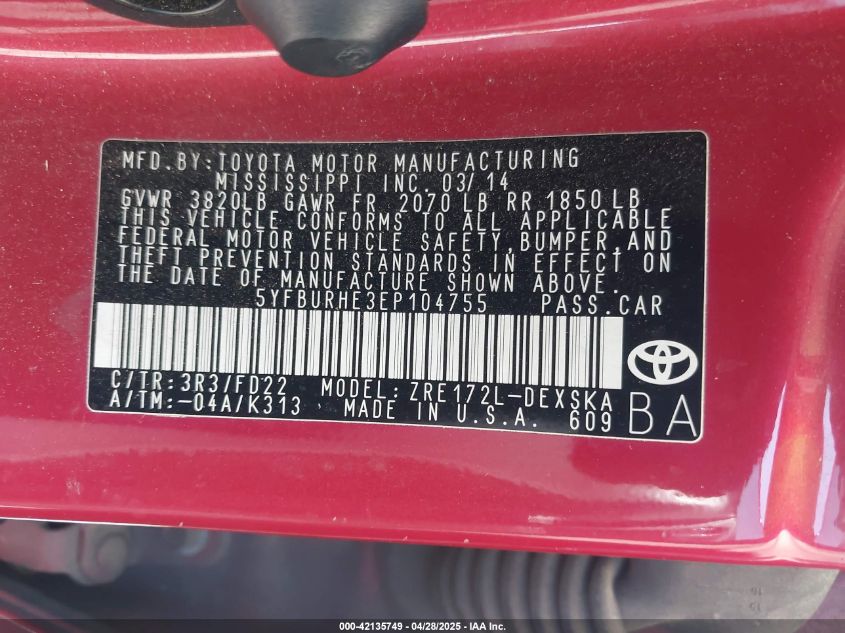 MFD. BY: TOYOTA MOTOR MANUFACTURING
MISSISSIPPI INC. 03/14
GVWR 3820LB GAWR FR 2070 LB RR 1850 LB
THIS VEHICLE CONFORMS TO ALL APPLICABLE
FEDERAL MOTOR VEHICLE SAFETY, BUMPER, AND
THEFT PREVENTION STANDARDS IN EFFECT ON
THE DATE OF MANUFACTURE SHOWN ABOVE.
5YFBURHE3EP104755 PASS. CAR
C/TR: 3R3/FD22 MODEL: ZRE172L-DEXSKA
A/TM: -04A/K313 MADE IN U.S.A. 609
BA
000-42135749 - 04/28/2025 - IAA Inc.